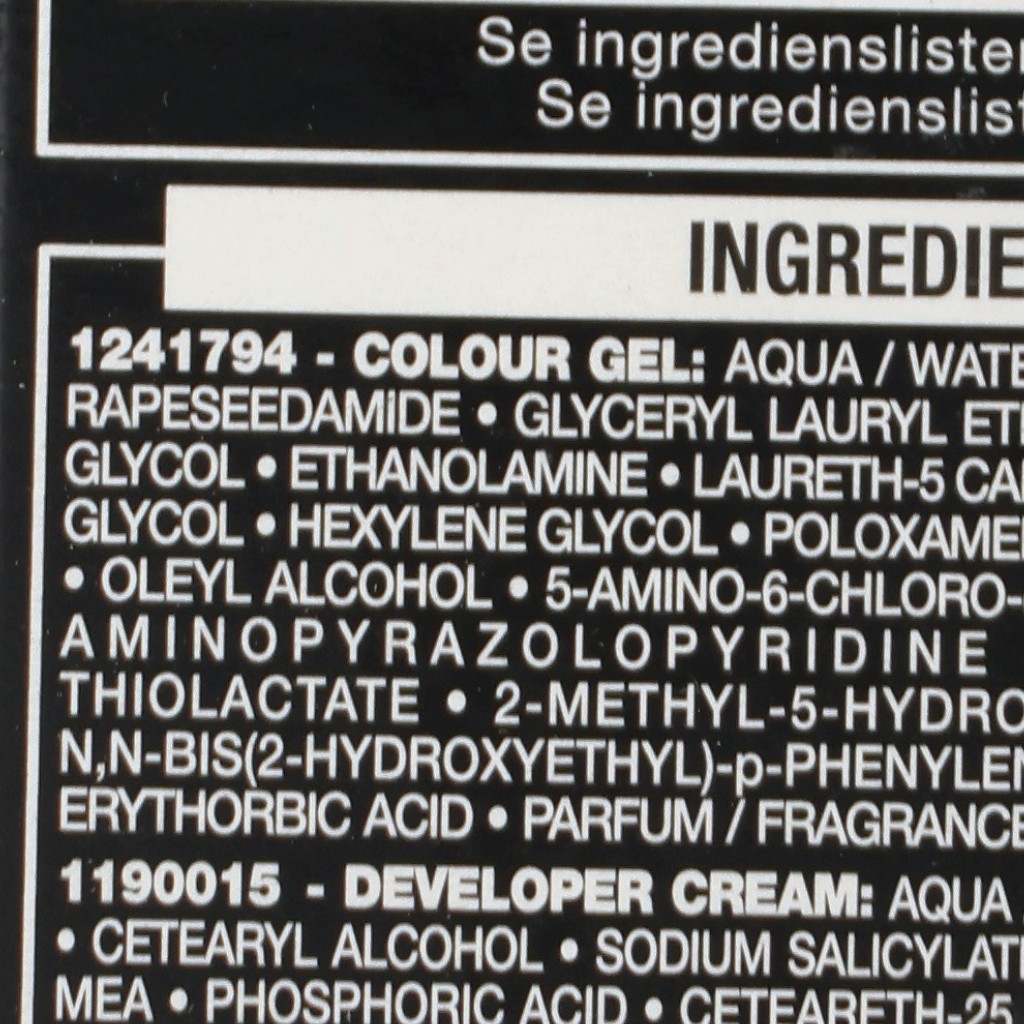 Se ingredienslisten
Se ingredienslist
INGREDIE
1241794 - COLOUR GEL: AQUA / WATE
RAPESEEDAMIDE • GLYCERYL LAURYL ET
GLYCOL • ETHANOLAMINE • LAURETH-5 CA
GLYCOL • HEXYLENE GLYCOL • POLOXAME
• OLEYL ALCOHOL • 5-AMINO-6-CHLORO-
AMINOPYRAZOLOPYRIDINE
THIOLACTATE • 2-METHYL-5-HYDRO
N,N-BIS(2-HYDROXYETHYL)-p-PHENYLEN
ERYTHORBIC ACID • PARFUM / FRAGRANCE
1190015 - DEVELOPER CREAM: AQUA
• CETEARYL ALCOHOL • SODIUM SALICYLAT
MEA • PHOSPHORIC ACID • CETEARETH-25